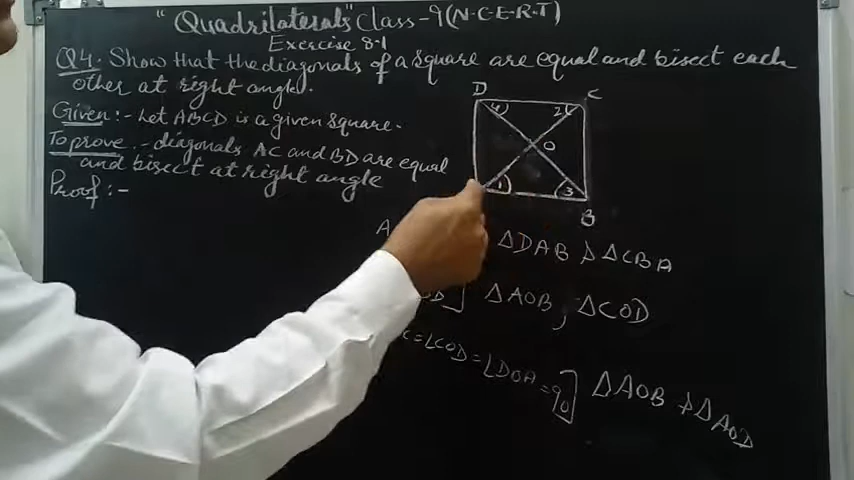 "Quadrilaterals" Class-9 (N.C.E.R.T)
Exercise 8.1
Q4. Show that the diagonals of a square are equal and bisect each
other at right angles.
Given:- Let ABCD is a given square.
To prove:- diagonals AC and BD are equal
and bisect at right angle
Proof:-
D C
4 2
O
1 3
B
A
ΔDAB, ΔCBA
OD] ΔAOB, ΔCOD
C=∠COD=∠DOA=90] ΔAOB, ΔAOD